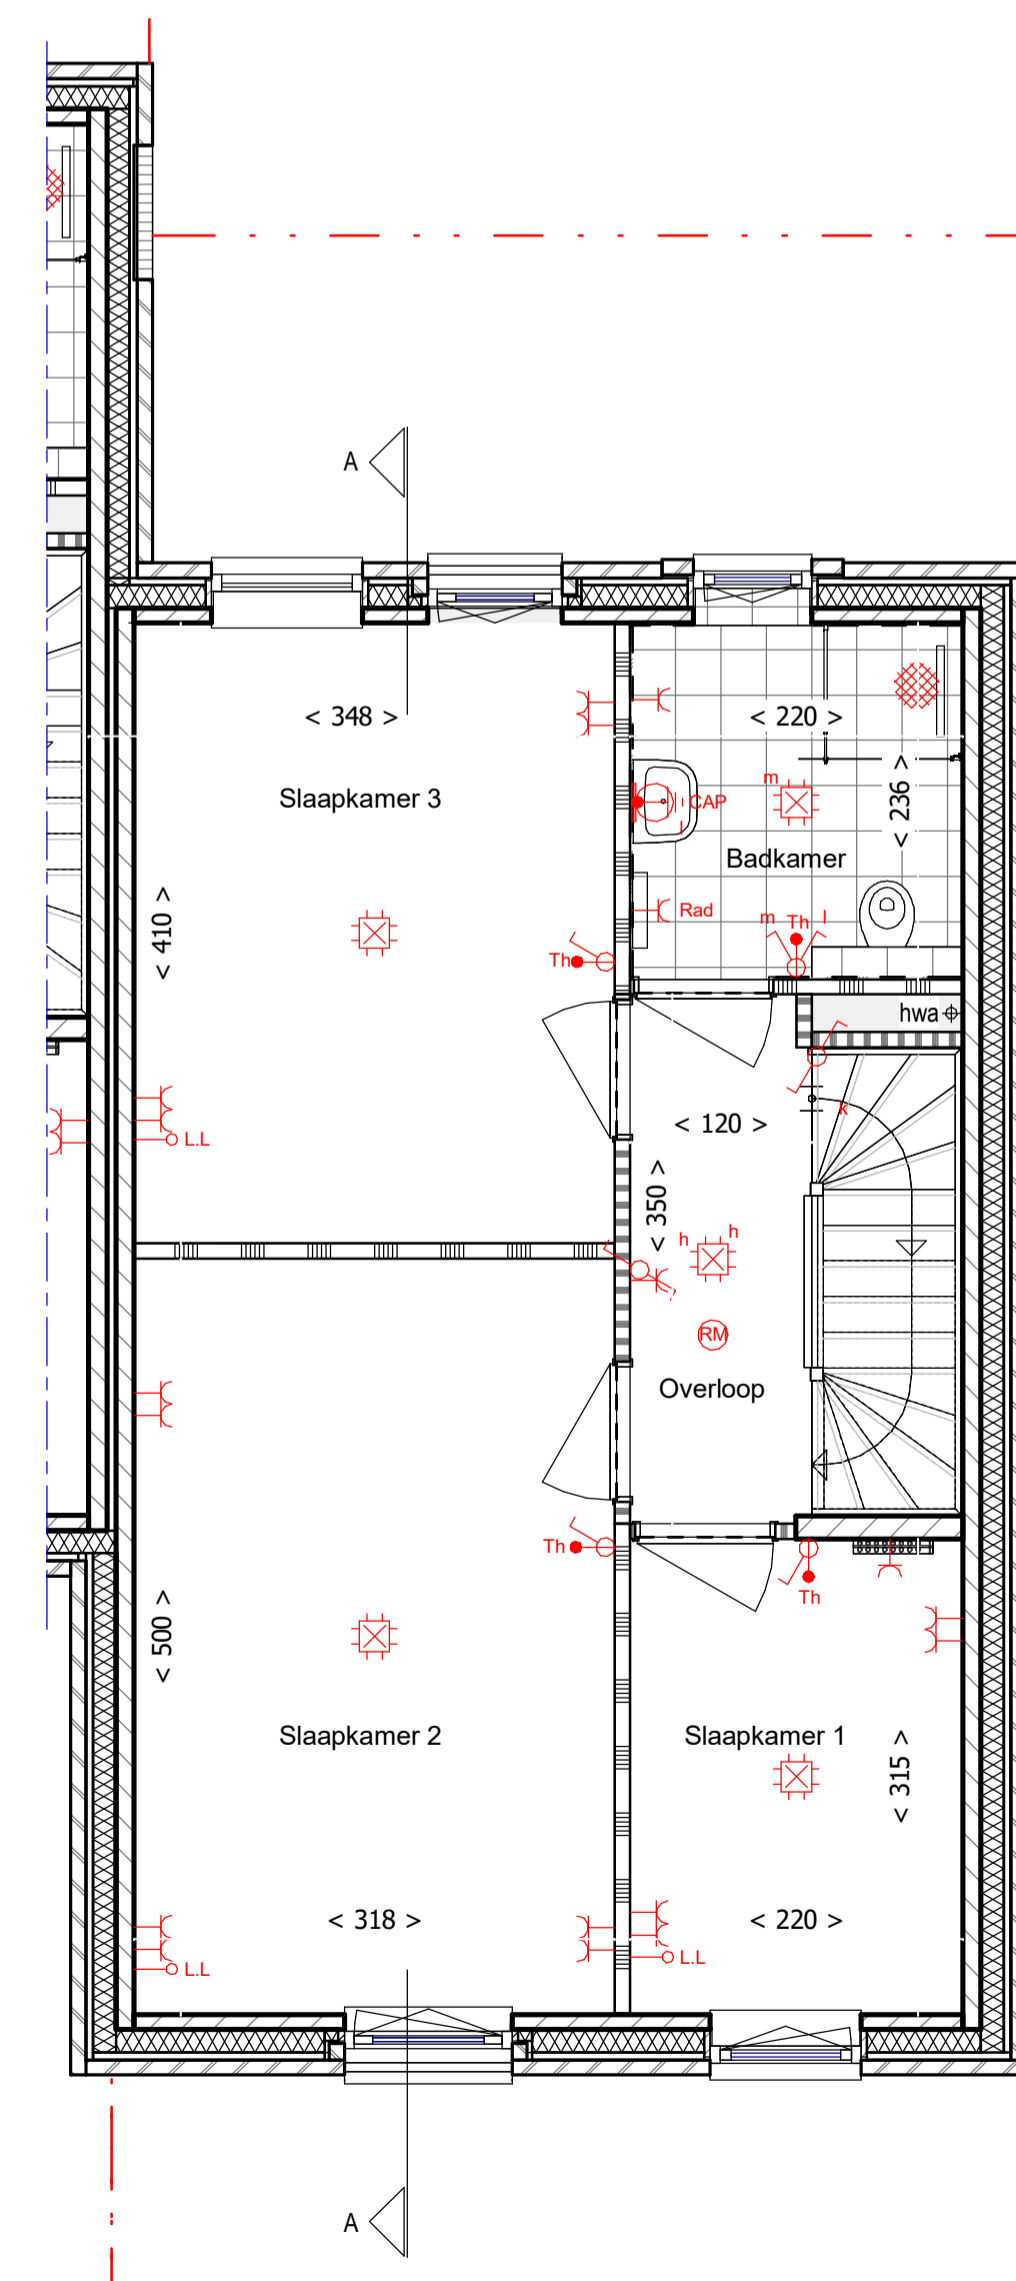 A
< 348 >
< 220 >
Slaapkamer 3
m
CAP
< 236 >
Badkamer
Rad
m
Th
l
< 410 >
Th
hwa
k
< 120 >
L.L
< 350 >
h
h
RM
Overloop
Th
Th
< 500 >
Slaapkamer 2
Slaapkamer 1
< 315 >
< 318 >
< 220 >
L.L
L.L
A